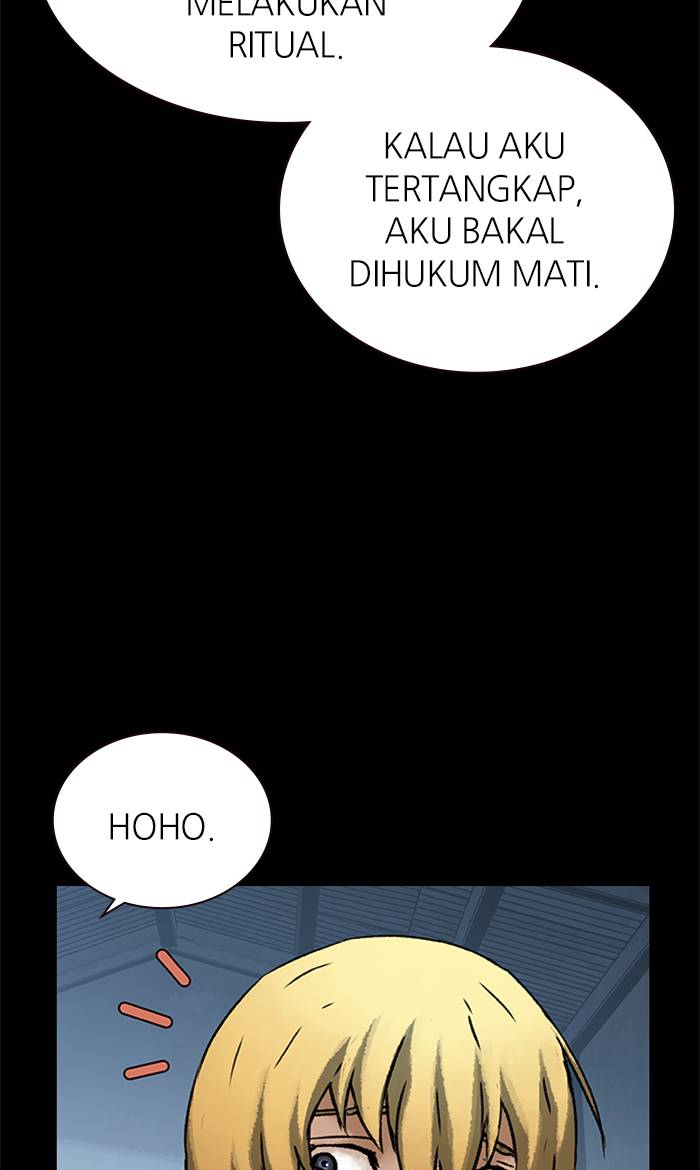 MELAKUKAN
RITUAL.
KALAU AKU
TERTANGKAP,
AKU BAKAL
DIHUKUM MATI.
HOHO.